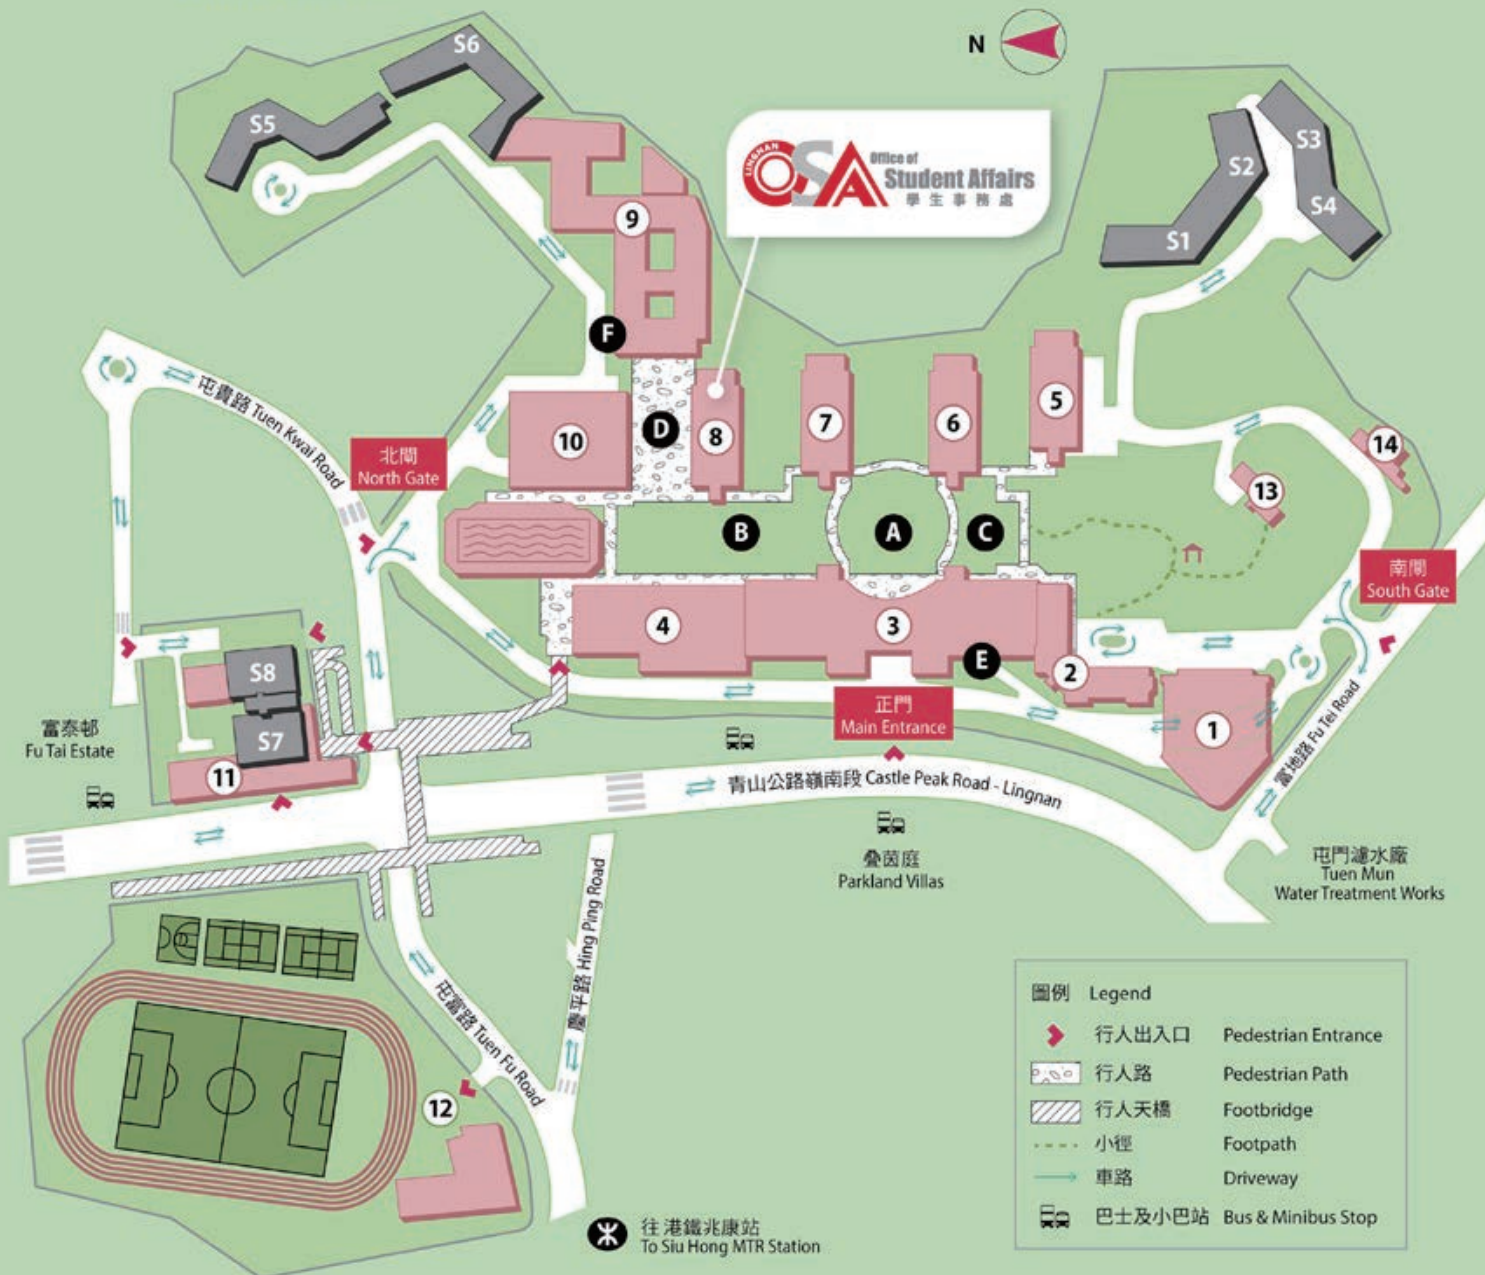 S6
N
S5
S3
S2
LINGNAN
OSA
Office of
Student Affairs
學生事務處
S4
S1
9
F
屯貴路 Tuen Kwai Road
5
7
6
8
D
10
14
北閘
North Gate
13
B
A
C
南閘
South Gate
4
3
E
2
S8
正門
Main Entrance
富泰邨
Fu Tai Estate
S7
1
11
富地路 Fu Tei Road
青山公路嶺南段 Castle Peak Road - Lingnan
疊茵庭
Parkland Villas
屯門濾水廠
Tuen Mun
Water Treatment Works
慶平路 Hing Ping Road
屯富路 Tuen Fu Road
12
圖例 Legend
行人出入口 Pedestrian Entrance
行人路 Pedestrian Path
行人天橋 Footbridge
小徑 Footpath
車路 Driveway
巴士及小巴站 Bus & Minibus Stop
往港鐵兆康站
To Siu Hong MTR Station